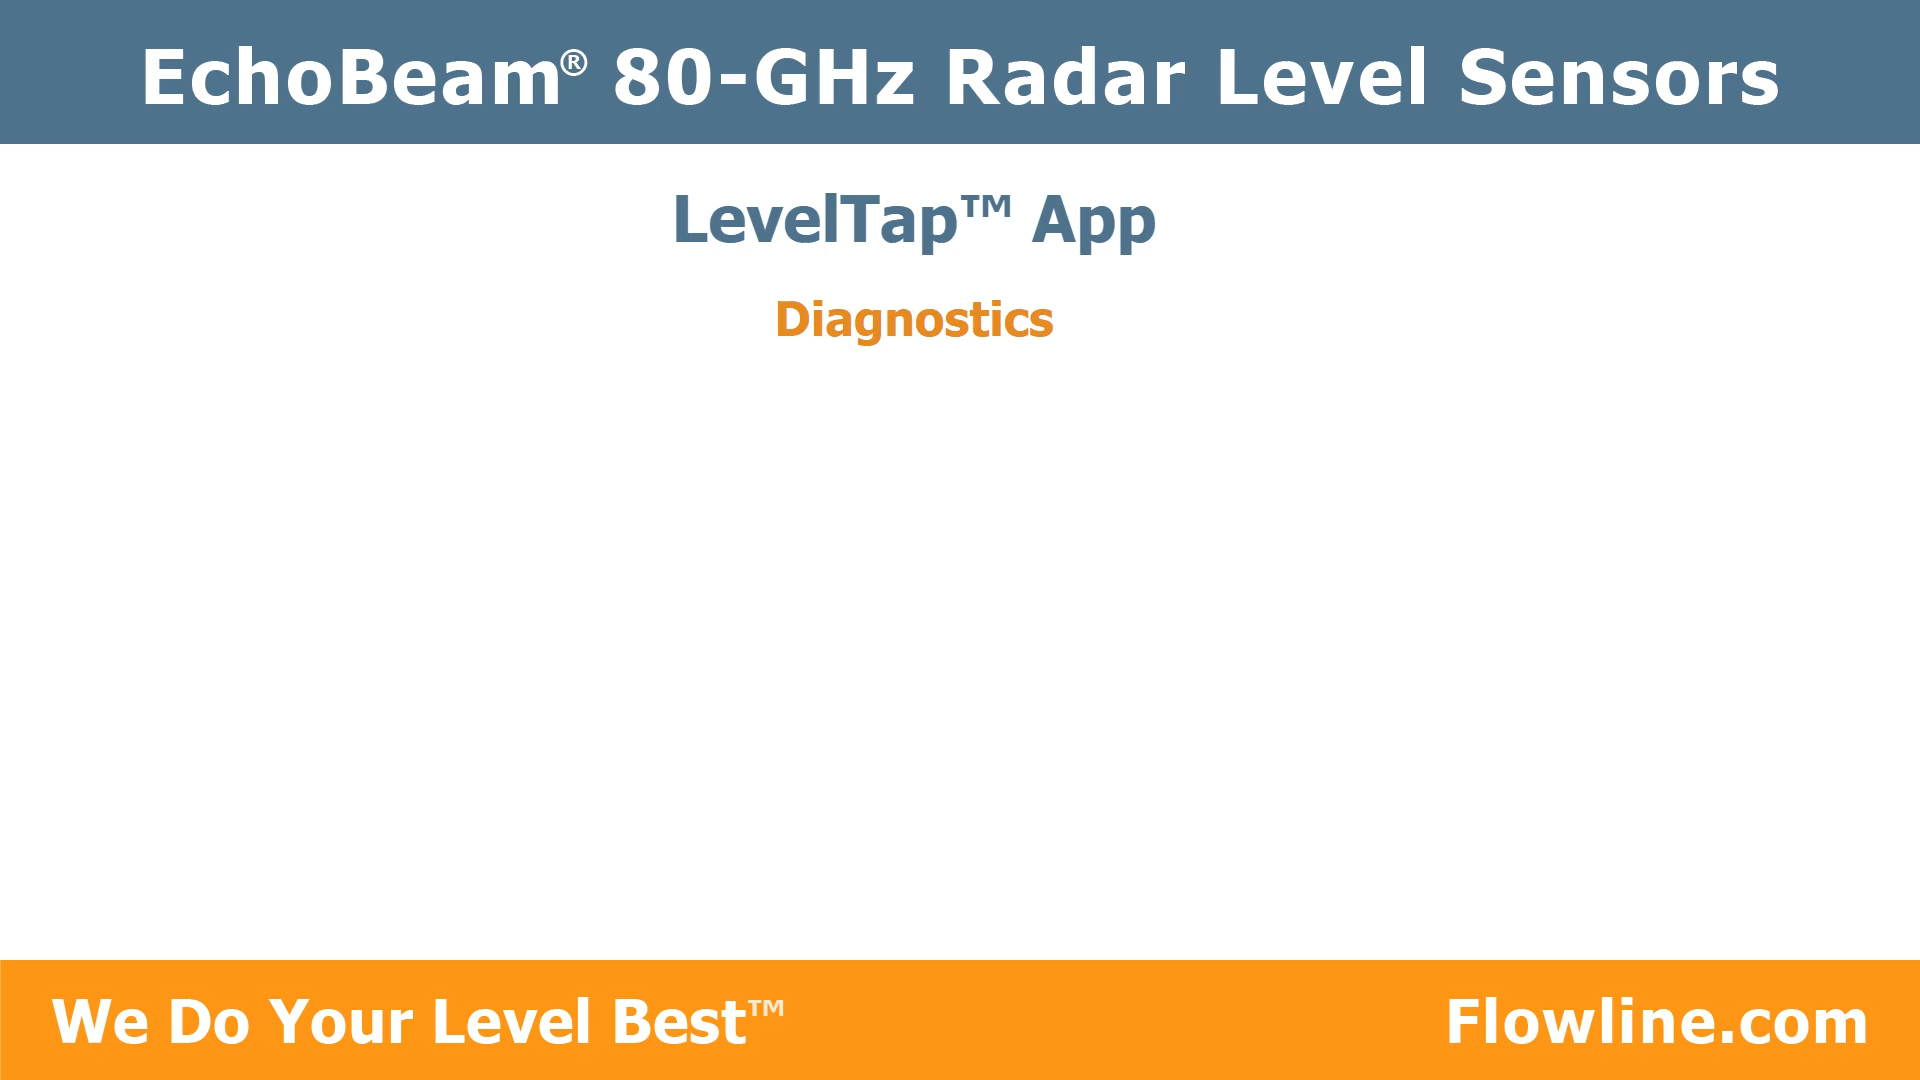 EchoBeam® 80-GHz Radar Level Sensors
LevelTap™ App
Diagnostics
We Do Your Level Best™
Flowline.com